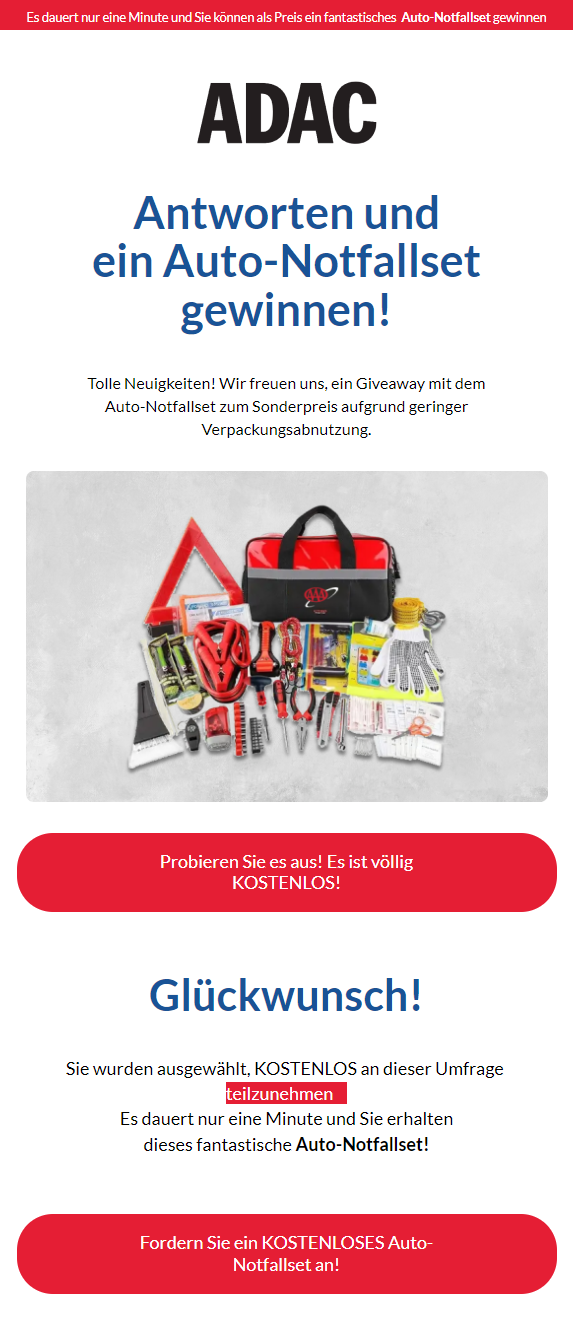 Es dauert nur eine Minute und Sie können als Preis ein fantastisches Auto-Notfallset gewinnen
ADAC
Antworten und
ein Auto-Notfallset
gewinnen!
Tolle Neuigkeiten! Wir freuen uns, ein Giveaway mit dem
Auto-Notfallset zum Sonderpreis aufgrund geringer
Verpackungsabnutzung.
AAA
Probieren Sie es aus! Es ist völlig
KOSTENLOS!
Glückwunsch!
Sie wurden ausgewählt, KOSTENLOS an dieser Umfrage
teilzunehmen
Es dauert nur eine Minute und Sie erhalten
dieses fantastische Auto-Notfallset!
Fordern Sie ein KOSTENLOSES Auto-
Notfallset an!